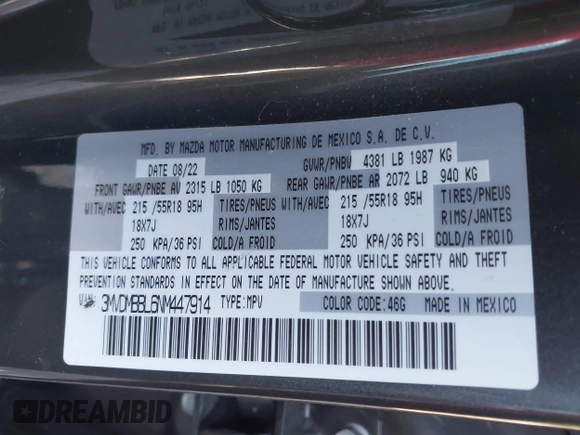 MFD. BY MAZDA MOTOR MANUFACTURING DE MEXICO S.A. DE C.V.
DATE 08/22 GVWR/PNBV 4381 LB 1987 KG
FRONT GAWR/PNBE AV 2315 LB 1050 KG REAR GAWR/PNBE AR 2072 LB 940 KG
WITH/AVEC 215 /55R18 95H TIRES/PNEUS WITH/AVEC 215 /55R18 95H TIRES/PNEUS
18X7J RIMS/JANTES 18X7J RIMS/JANTES
250 KPA/36 PSI COLD/A FROID 250 KPA/36 PSI COLD/A FROID
THIS VEHICLE CONFORMS TO ALL APPLICABLE FEDERAL MOTOR VEHICLE SAFETY AND THEFT
PREVENTION STANDARDS IN EFFECT ON THE DATE OF MANUFACTURE SHOWN ABOVE.
VIN: 3MVDMBBL6NM447914 TYPE:MPV COLOR CODE:46G MADE IN MEXICO
DREAMBID